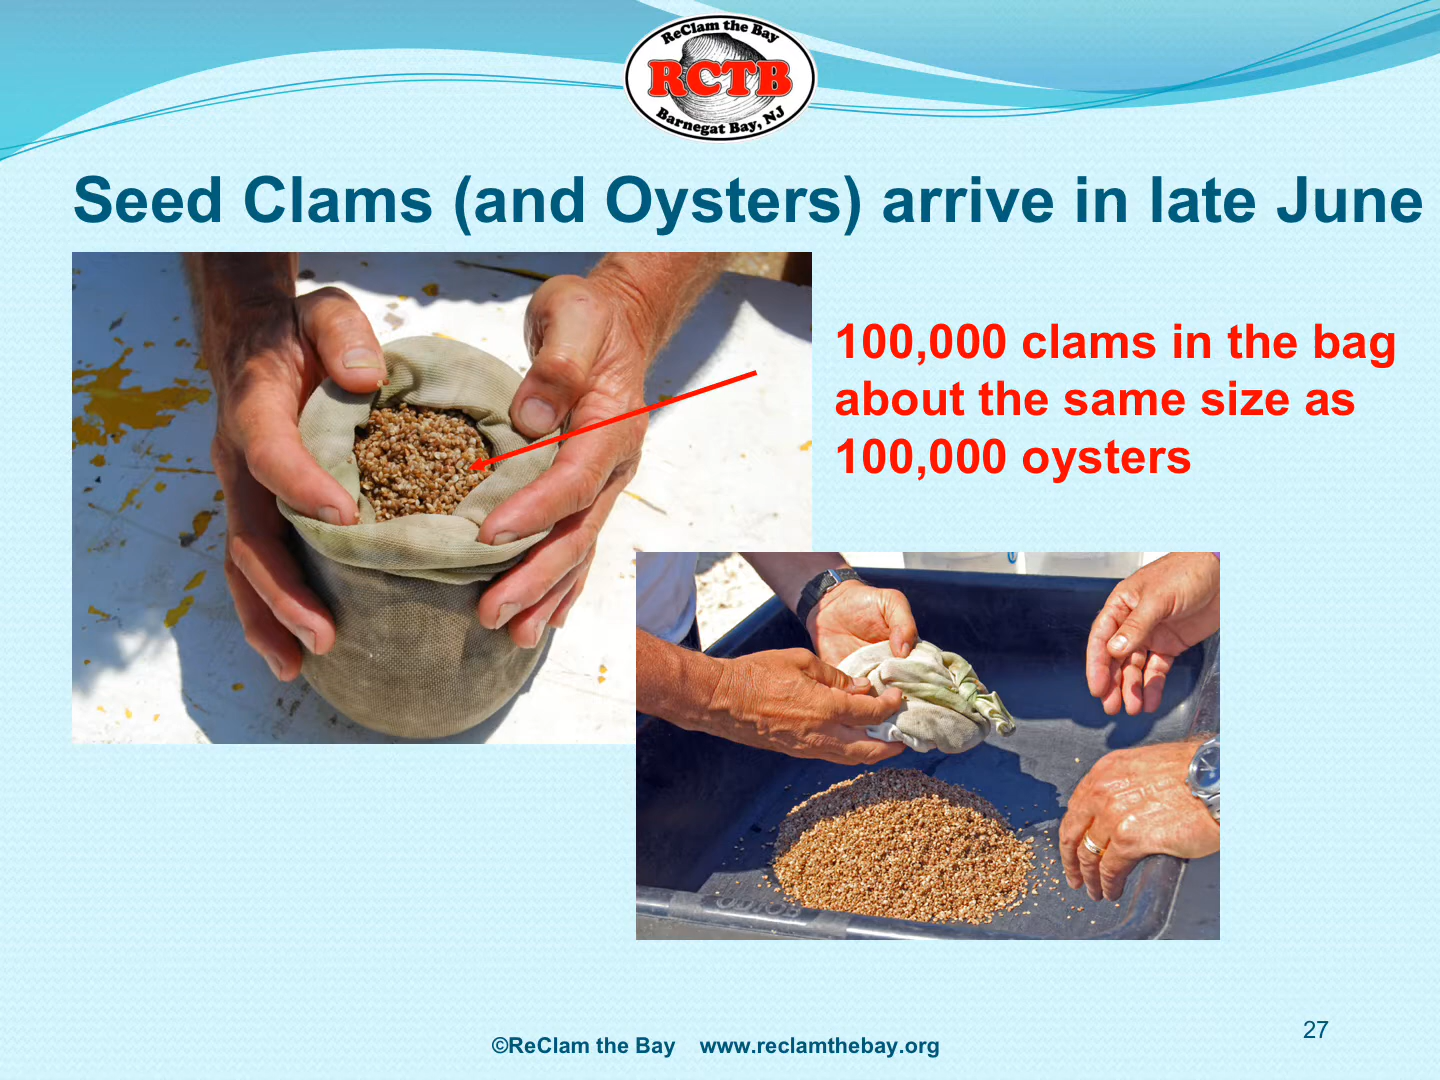 ReClam the Bay
RCTB
Barnegat Bay, NJ
Seed Clams (and Oysters) arrive in late June
100,000 clams in the bag
about the same size as
100,000 oysters
©ReClam the Bay www.reclamthebay.org
27